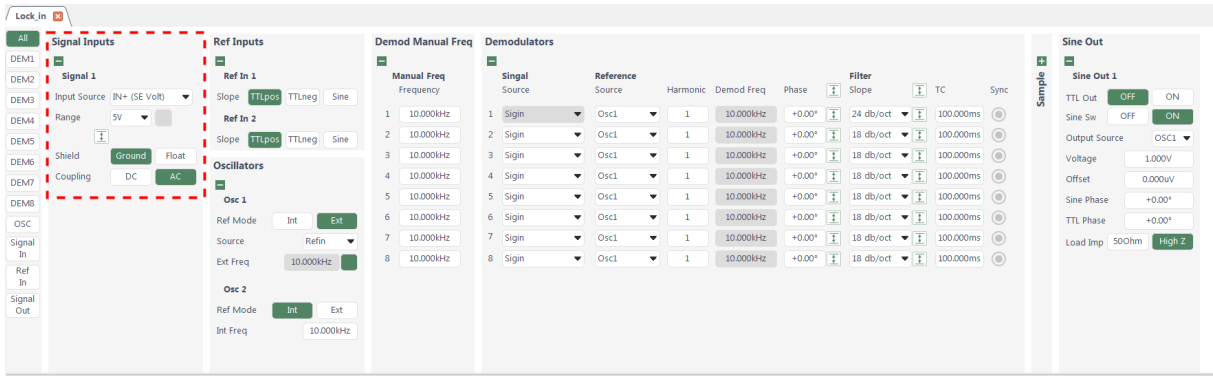 Lock_in
All
DEM1
DEM2
DEM3
DEM4
DEM5
DEM6
DEM7
DEM8
OSC
Signal
In
Ref
In
Signal
Out
Signal Inputs
Signal 1
Input Source IN+ (SE Volt)
Range 5V
Shield Ground Float
Coupling DC AC
Ref Inputs
Ref In 1
Slope TTLpos TTLneg Sine
Ref In 2
Slope TTLpos TTLneg Sine
Oscillators
Osc 1
Ref Mode Int Ext
Source Refin
Ext Freq 10.000kHz
Osc 2
Ref Mode Int Ext
Int Freq 10.000kHz
Demod Manual Freq
Manual Freq
Frequency
1 10.000kHz
2 10.000kHz
3 10.000kHz
4 10.000kHz
5 10.000kHz
6 10.000kHz
7 10.000kHz
8 10.000kHz
Demodulators
Singal Reference Filter
Source Source Harmonic Demod Freq Phase Slope TC Sync
1 Sigin Osc1 1 10.000kHz +0.00° 24 db/oct 100.000ms
2 Sigin Osc1 1 10.000kHz +0.00° 18 db/oct 100.000ms
3 Sigin Osc1 1 10.000kHz +0.00° 18 db/oct 100.000ms
4 Sigin Osc1 1 10.000kHz +0.00° 18 db/oct 100.000ms
5 Sigin Osc1 1 10.000kHz +0.00° 18 db/oct 100.000ms
6 Sigin Osc1 1 10.000kHz +0.00° 18 db/oct 100.000ms
7 Sigin Osc1 1 10.000kHz +0.00° 18 db/oct 100.000ms
8 Sigin Osc1 1 10.000kHz +0.00° 18 db/oct 100.000ms
Sample
Sine Out
Sine Out 1
TTL Out OFF ON
Sine Sw OFF ON
Output Source OSC1
Voltage 1.000V
Offset 0.000uV
Sine Phase +0.00°
TTL Phase +0.00°
Load Imp 50Ohm High Z